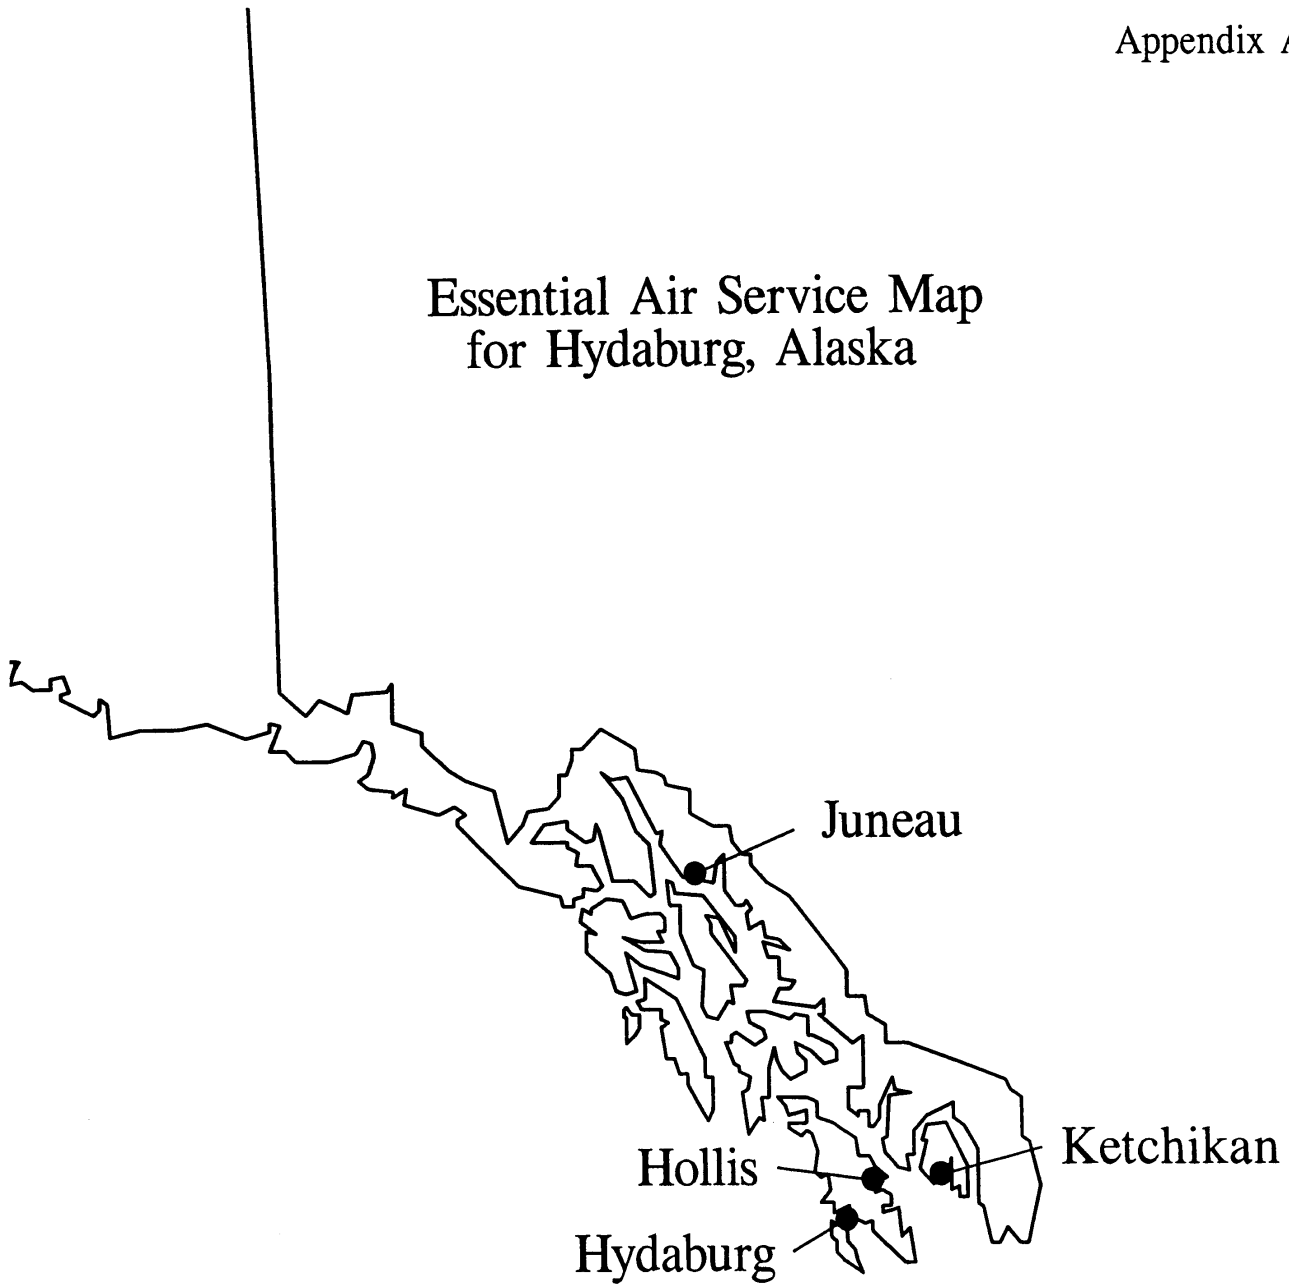 Appendix
Essential Air Service Map
for Hydaburg, Alaska
Juneau
Ketchikan
Hollis
Hydaburg